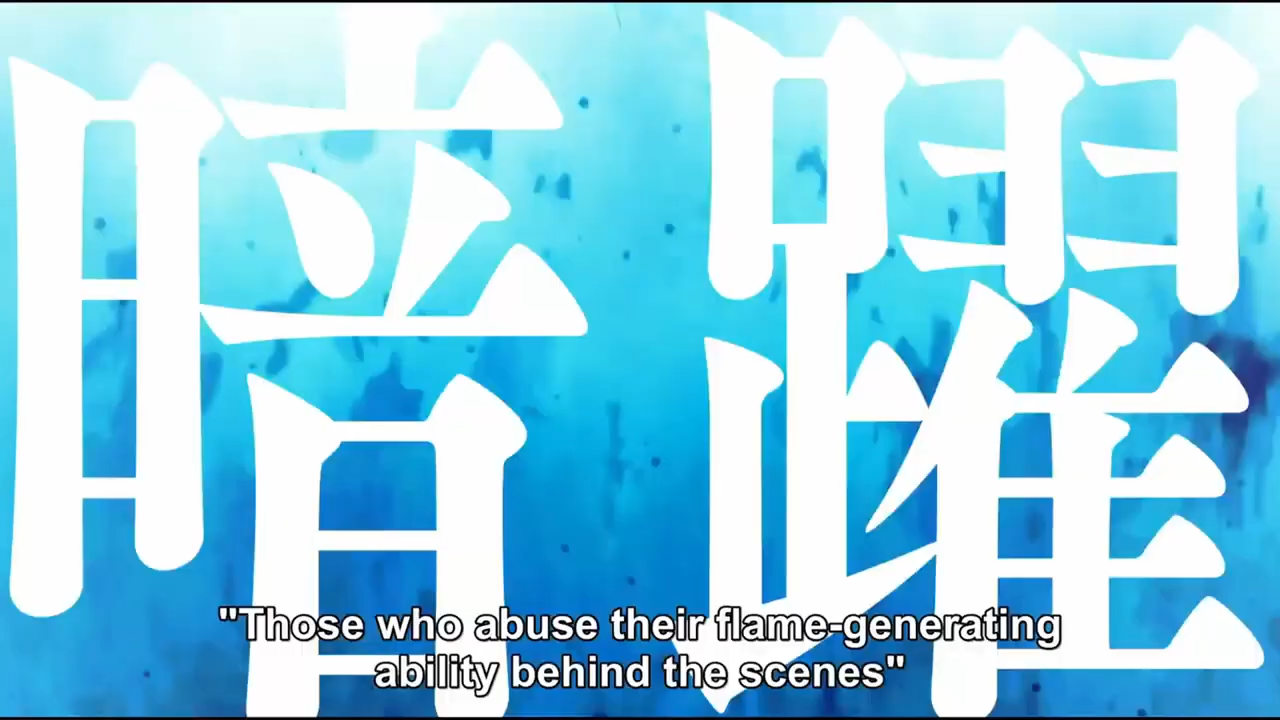 暗躍
"Those who abuse their flame-generating
ability behind the scenes"